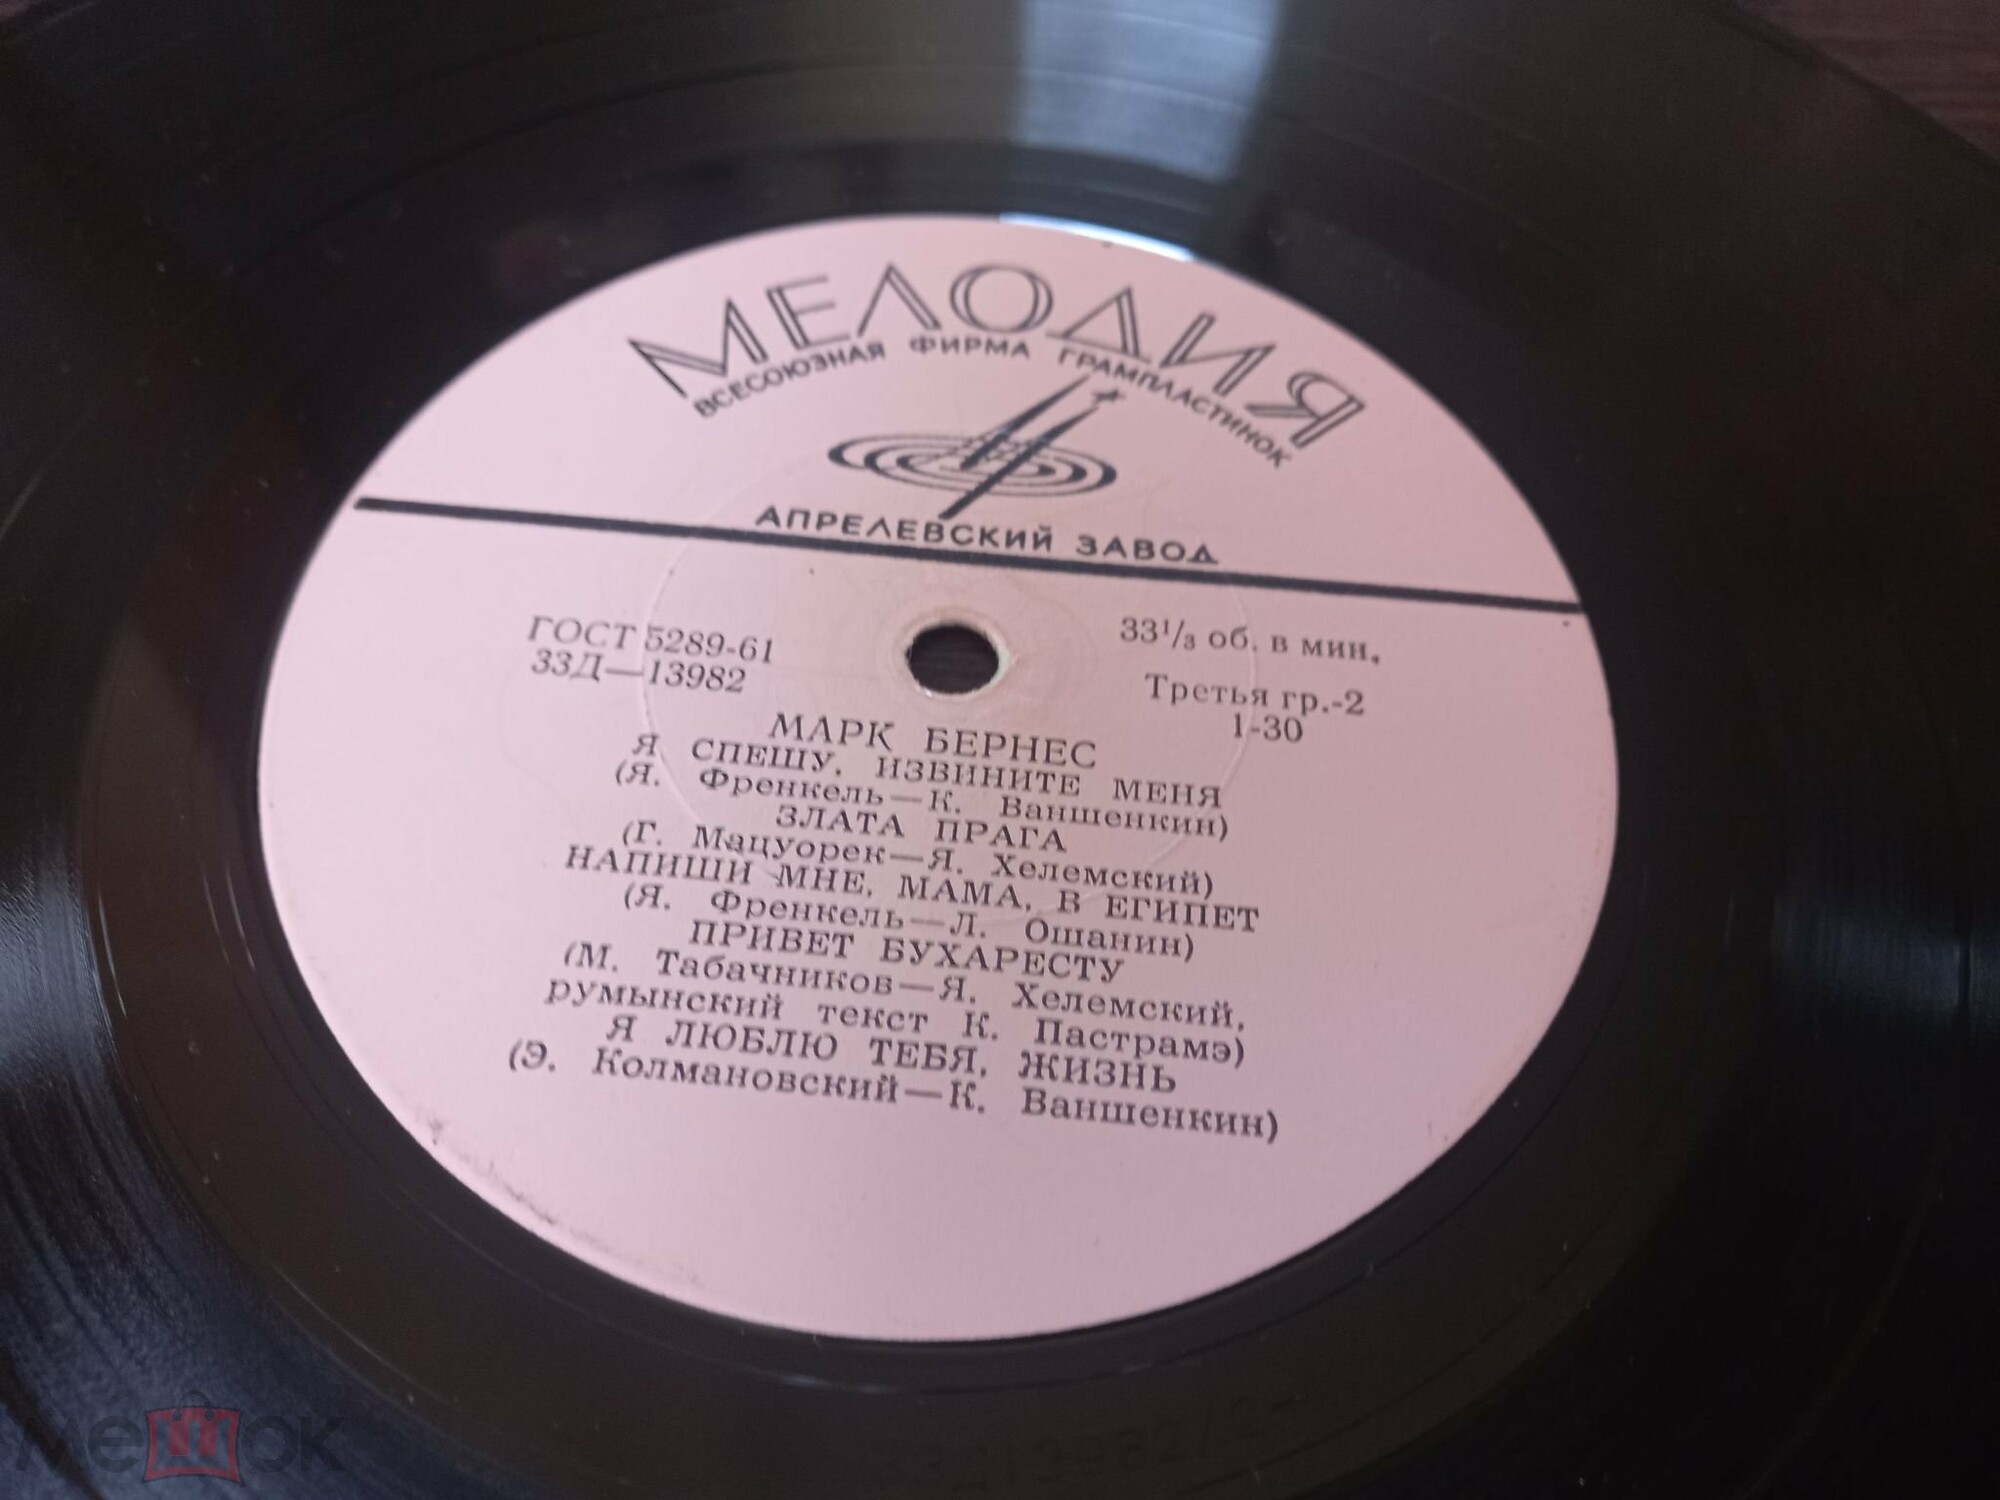 МЕЛОДИЯ
ВСЕСОЮЗНАЯ ФИРМА ГРАМПЛАСТИНОК
АПРЕЛЕВСКИЙ ЗАВОД
ГОСТ 5289-61
33Д—13982
33¹/₃ об. в мин.
Третья гр.-2
1-30
МАРК БЕРНЕС
Я СПЕШУ, ИЗВИНИТЕ МЕНЯ
(Я. Френкель—К. Ваншенкин)
ЗЛАТА ПРАГА
(Г. Мацуорек—Я. Хелемский)
НАПИШИ МНЕ, МАМА, В ЕГИПЕТ
(Я. Френкель—Л. Ошанин)
ПРИВЕТ БУХАРЕСТУ
(М. Табачников—Я. Хелемский,
румынский текст К. Пастрамэ)
Я ЛЮБЛЮ ТЕБЯ, ЖИЗНЬ
(Э. Колмановский—К. Ваншенкин)
мешок